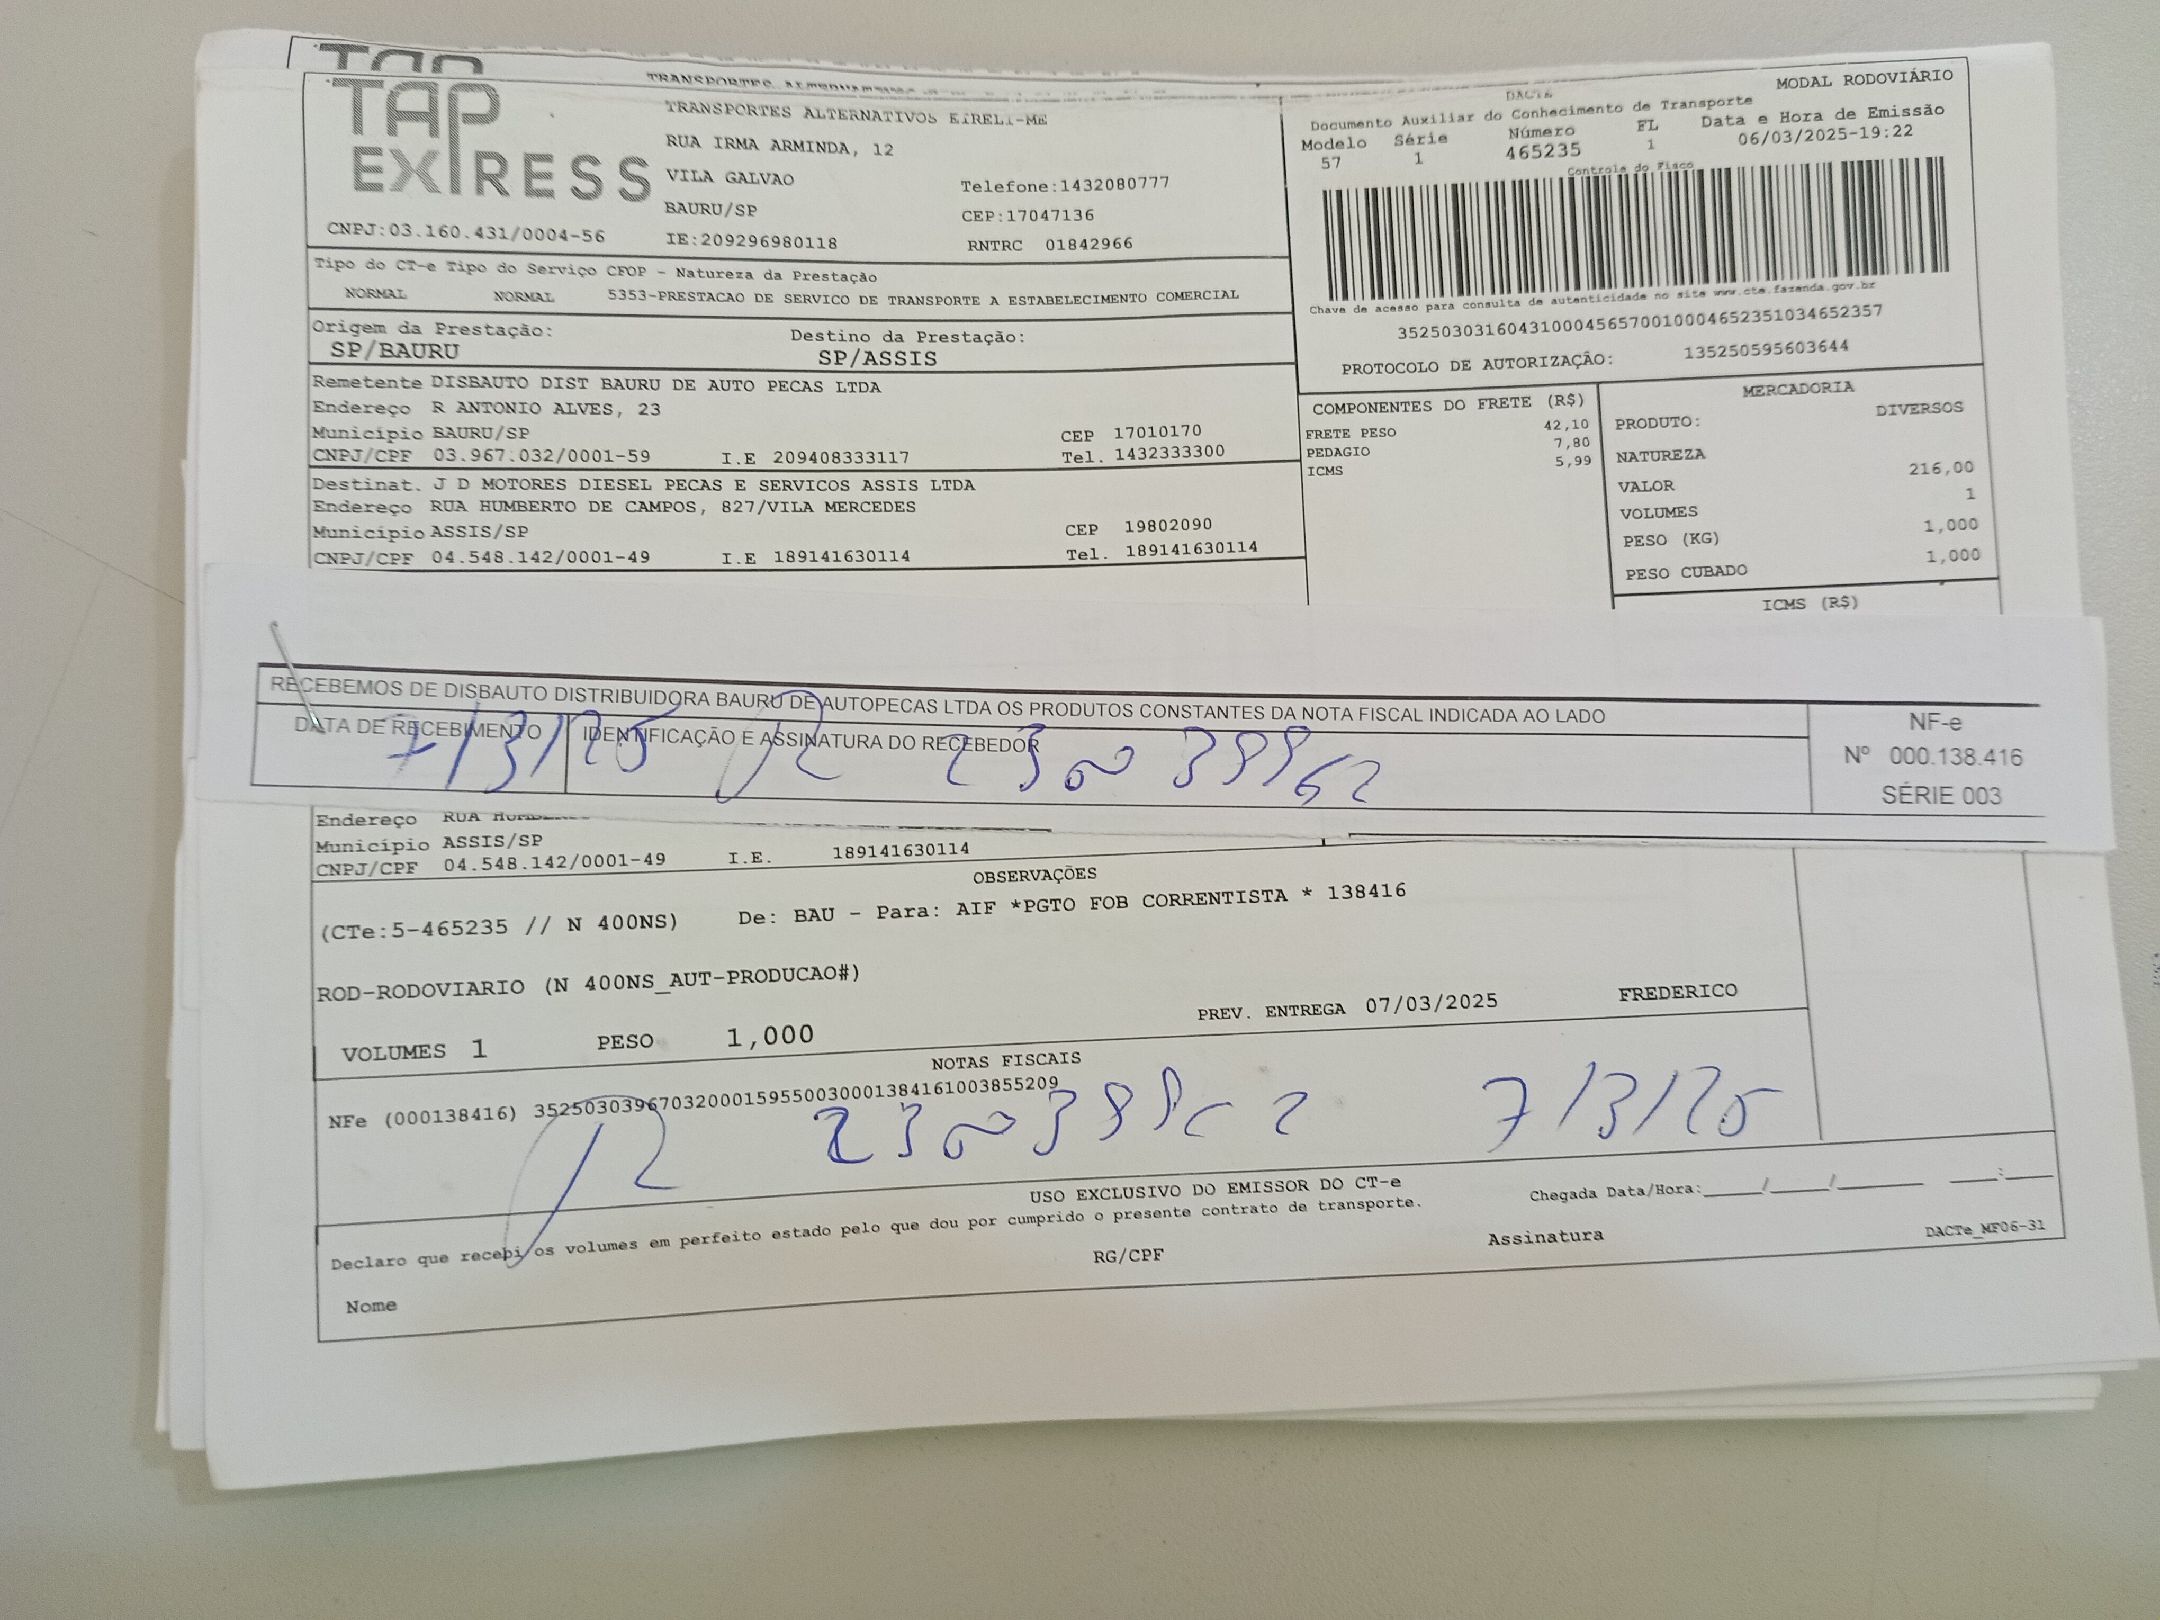 TAP
TRANSPORTES
TAP EXPRESS
TRANSPORTES ALTERNATIVOS EIRELI-ME
RUA IRMA ARMINDA, 12
VILA GALVAO
Telefone:1432080777
BAURU/SP
CEP:17047136
CNPJ:03.160.431/0004-56
IE:209296980118
RNTRC 01842966
DACTE
MODAL RODOVIÁRIO
Documento Auxiliar do Conhecimento de Transporte
Modelo Série Número FL Data e Hora de Emissão
57 1 465235 1 06/03/2025-19:22
Controle do Fisco
Chave de acesso para consulta de autenticidade no site www.cte.fazenda.gov.br
35250303160431000456570010004652351034652357
PROTOCOLO DE AUTORIZAÇÃO: 135250595603644
Tipo do CT-e Tipo do Serviço CFOP - Natureza da Prestação
NORMAL NORMAL 5353-PRESTACAO DE SERVICO DE TRANSPORTE A ESTABELECIMENTO COMERCIAL
Origem da Prestação: Destino da Prestação:
SP/BAURU SP/ASSIS
Remetente DISBAUTO DIST BAURU DE AUTO PECAS LTDA
Endereço R ANTONIO ALVES, 23
Município BAURU/SP CEP 17010170
CNPJ/CPF 03.967.032/0001-59 I.E 209408333117 Tel. 1432333300
Destinat. J D MOTORES DIESEL PECAS E SERVICOS ASSIS LTDA
Endereço RUA HUMBERTO DE CAMPOS, 827/VILA MERCEDES
Município ASSIS/SP CEP 19802090
CNPJ/CPF 04.548.142/0001-49 I.E 189141630114 Tel. 189141630114
COMPONENTES DO FRETE (R$)
FRETE PESO 42,10
PEDAGIO 7,80
ICMS 5,99
MERCADORIA
PRODUTO: DIVERSOS
NATUREZA
VALOR 216,00
VOLUMES 1
PESO (KG) 1,000
PESO CUBADO 1,000
ICMS (R$)
RECEBEMOS DE DISBAUTO DISTRIBUIDORA BAURU DE AUTOPECAS LTDA OS PRODUTOS CONSTANTES DA NOTA FISCAL INDICADA AO LADO
DATA DE RECEBIMENTO IDENTIFICAÇÃO E ASSINATURA DO RECEBEDOR
7/3/25
NF-e
Nº 000.138.416
SÉRIE 003
Endereço RUA
Município ASSIS/SP
CNPJ/CPF 04.548.142/0001-49 I.E. 189141630114
OBSERVAÇÕES
(CTe:5-465235 // N 400NS) De: BAU - Para: AIF *PGTO FOB CORRENTISTA * 138416
ROD-RODOVIARIO (N 400NS_AUT-PRODUCAO#)
PREV. ENTREGA 07/03/2025 FREDERICO
VOLUMES 1 PESO 1,000
NOTAS FISCAIS
NFe (000138416) 35250303967032000159550030001384161003855209
7/3/25
USO EXCLUSIVO DO EMISSOR DO CT-e
Declaro que recebi os volumes em perfeito estado pelo que dou por cumprido o presente contrato de transporte.
Chegada Data/Hora:____/____/______ ___:___
Nome RG/CPF Assinatura DACTe_MF06-31